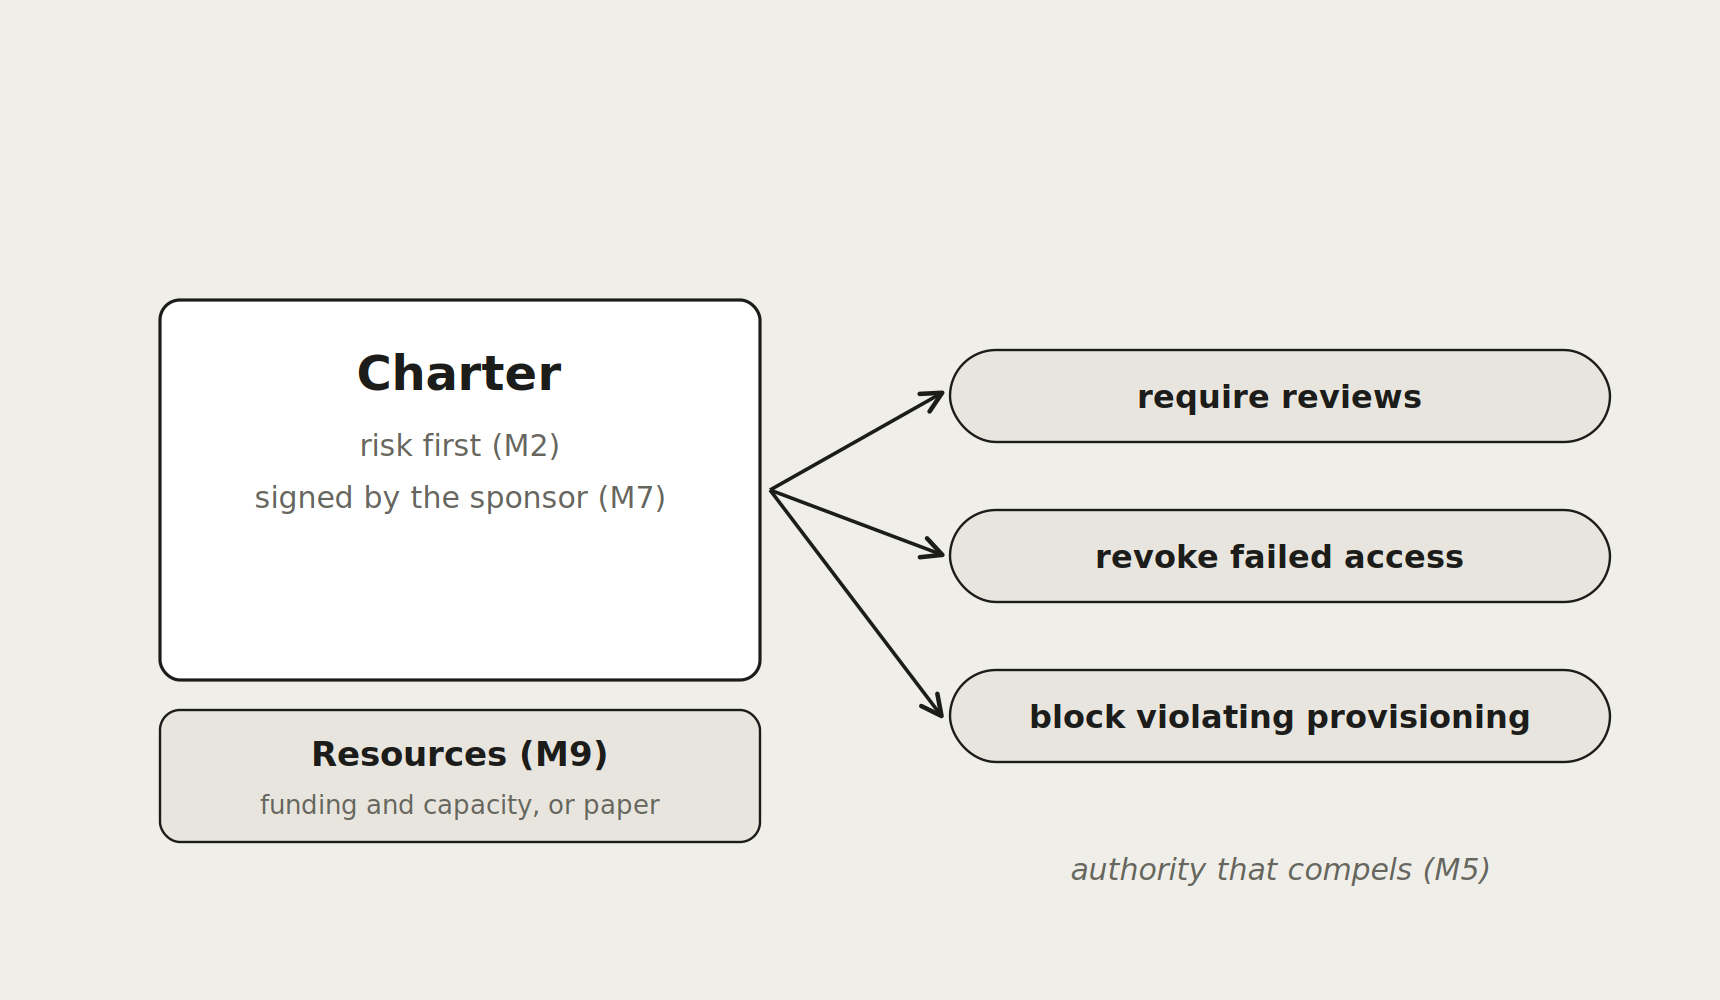 Charter
risk first (M2)
signed by the sponsor (M7)
Resources (M9)
funding and capacity, or paper
require reviews
revoke failed access
block violating provisioning
authority that compels (M5)